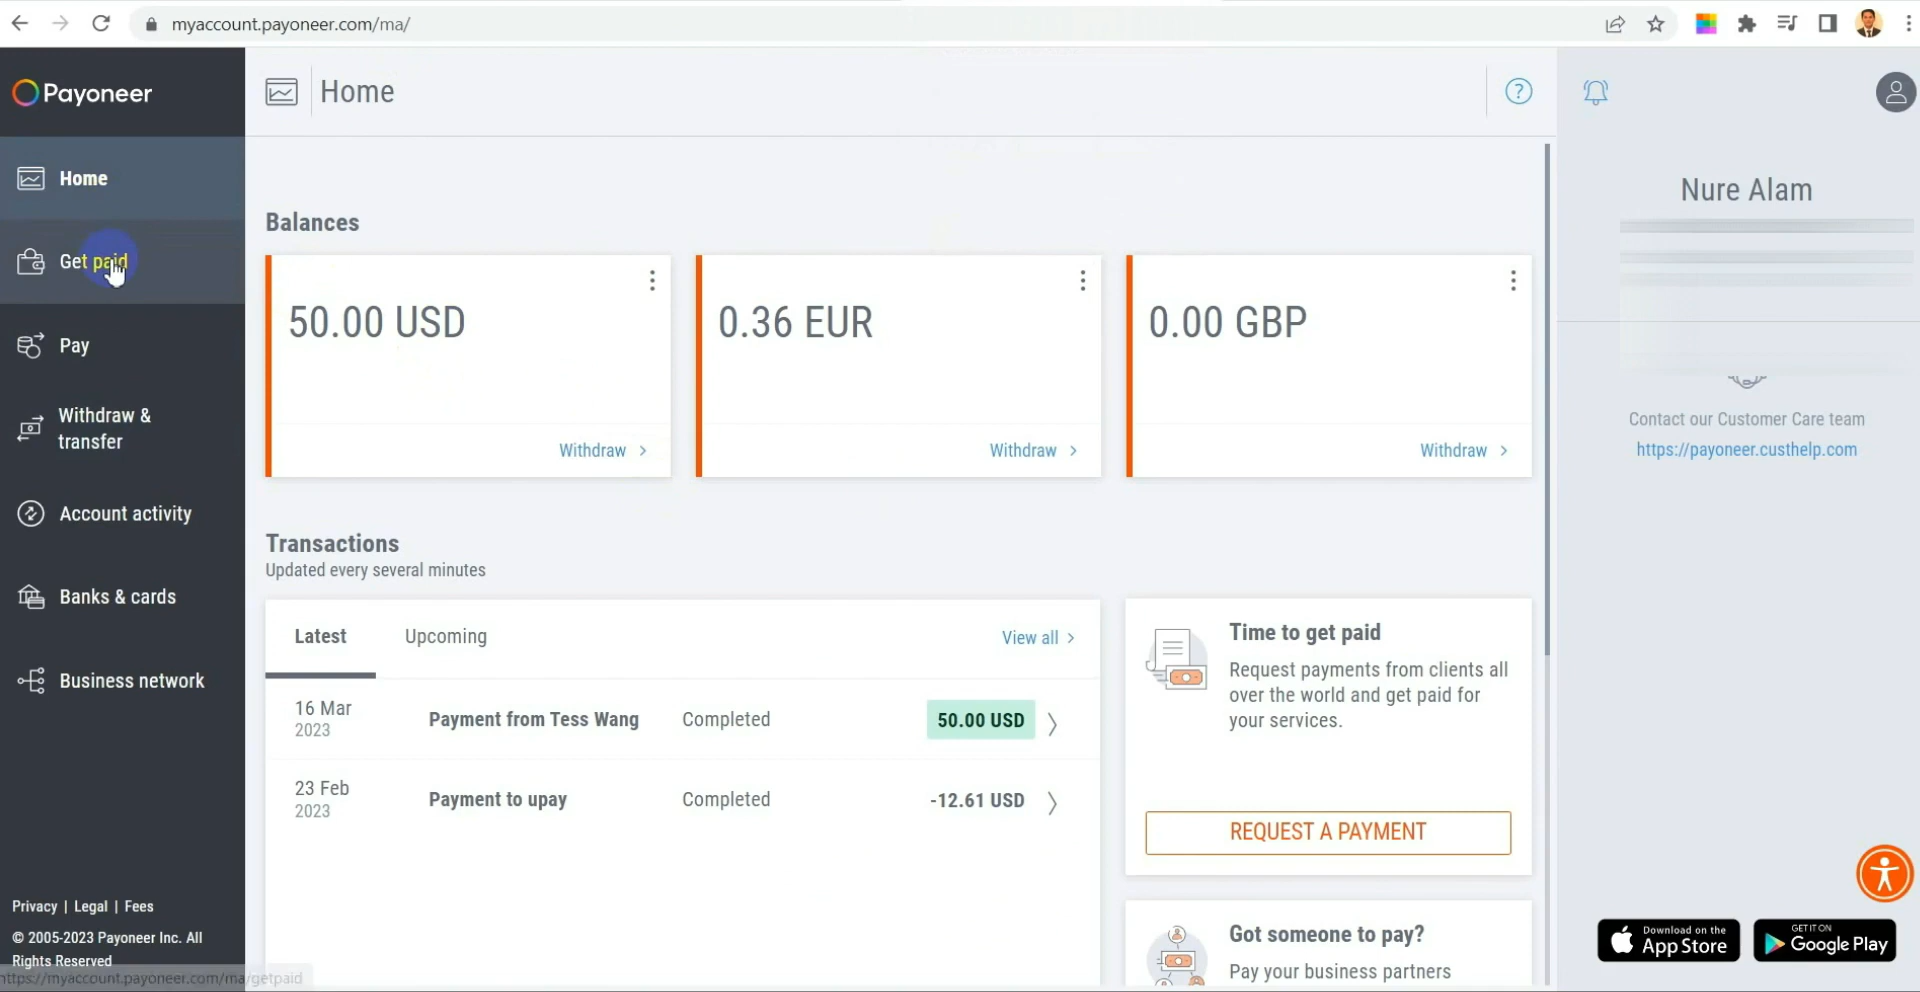 myaccount.payoneer.com/ma/
Payoneer
Home
Get paid
Pay
Withdraw &
transfer
Account activity
Banks & cards
Business network
Privacy | Legal | Fees
© 2005-2023 Payoneer Inc. All
Rights Reserved
https://myaccount.payoneer.com/ma/getpaid
Home
?
Balances
50.00 USD
Withdraw >
0.36 EUR
Withdraw >
0.00 GBP
Withdraw >
Transactions
Updated every several minutes
Latest
Upcoming
View all >
16 Mar
2023
Payment from Tess Wang
Completed
50.00 USD
23 Feb
2023
Payment to upay
Completed
-12.61 USD
Time to get paid
Request payments from clients all
over the world and get paid for
your services.
REQUEST A PAYMENT
Got someone to pay?
Pay your business partners
Nure Alam
Contact our Customer Care team
https://payoneer.custhelp.com
Download on the
App Store
GET IT ON
Google Play